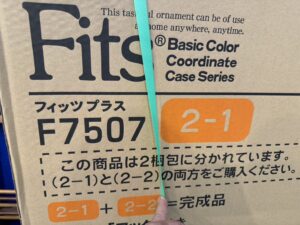 This tasteful ornament can be of use
at home anywhere, anytime.
Fits® Basic Color
Coordinate
Case Series
フィッツプラス
F7507 2-1
この商品は2梱包に分かれています。
(2-1)と(2-2)の両方をご購入ください。
2-1 + 2-2 =完成品